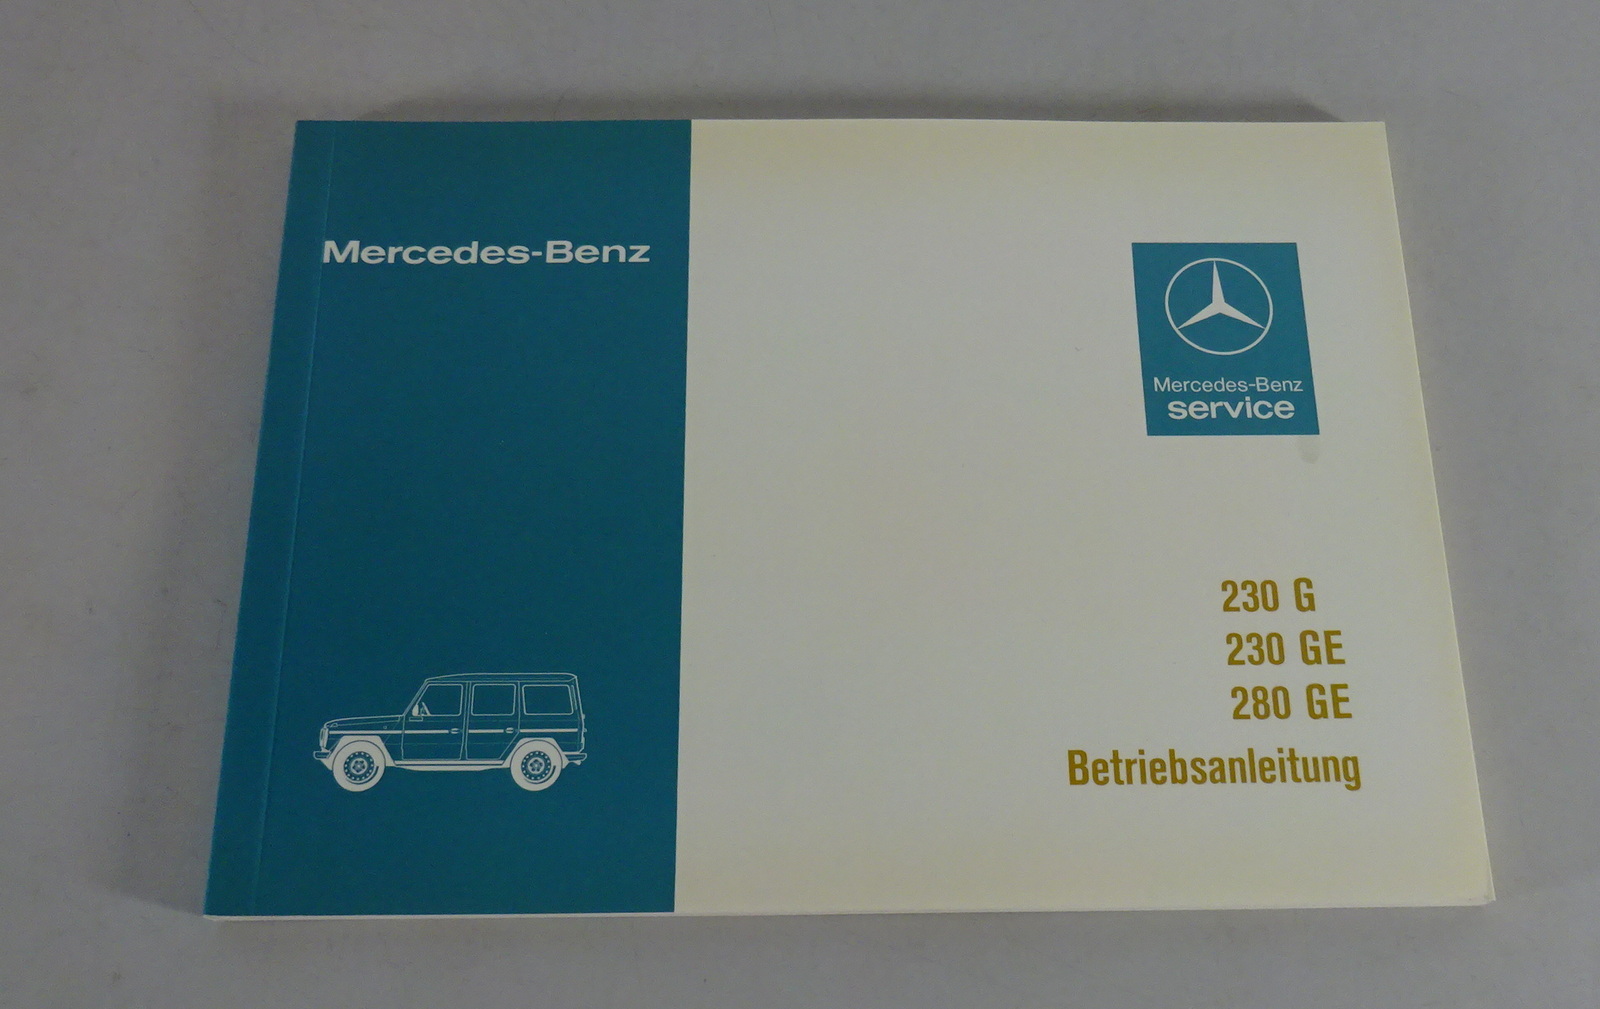 Mercedes-Benz
Mercedes-Benz
service
230 G
230 GE
280 GE
Betriebsanleitung